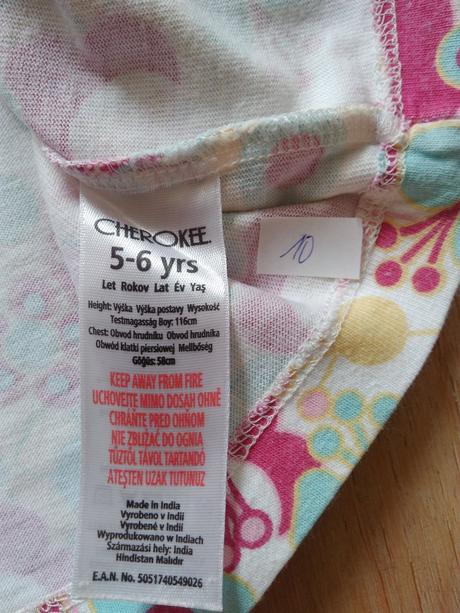 CHEROKEE
5-6 yrs
Let Rokov Lat Év Yaş
Height: Výška Výška postavy Wysokość
Testmagasság Boy: 116cm
Chest: Obvod hrudníku Obvod hrudníka
Obwód klatki piersiowej Mellbőség
Göğüs: 58cm
KEEP AWAY FROM FIRE
UCHOVEJTE MIMO DOSAH OHNĚ
CHRÁŇTE PRED OHŇOM
NIE ZBLIŻAĆ DO OGNIA
TŰZTŐL TÁVOL TARTANDÓ
ATEŞTEN UZAK TUTUNUZ
Made in India
Vyrobeno v Indii
Vyrobené v Indii
Wyprodukowano w Indiach
Származási hely: India
Hindistan Malıdır
E.A.N. No. 5051740549026
10